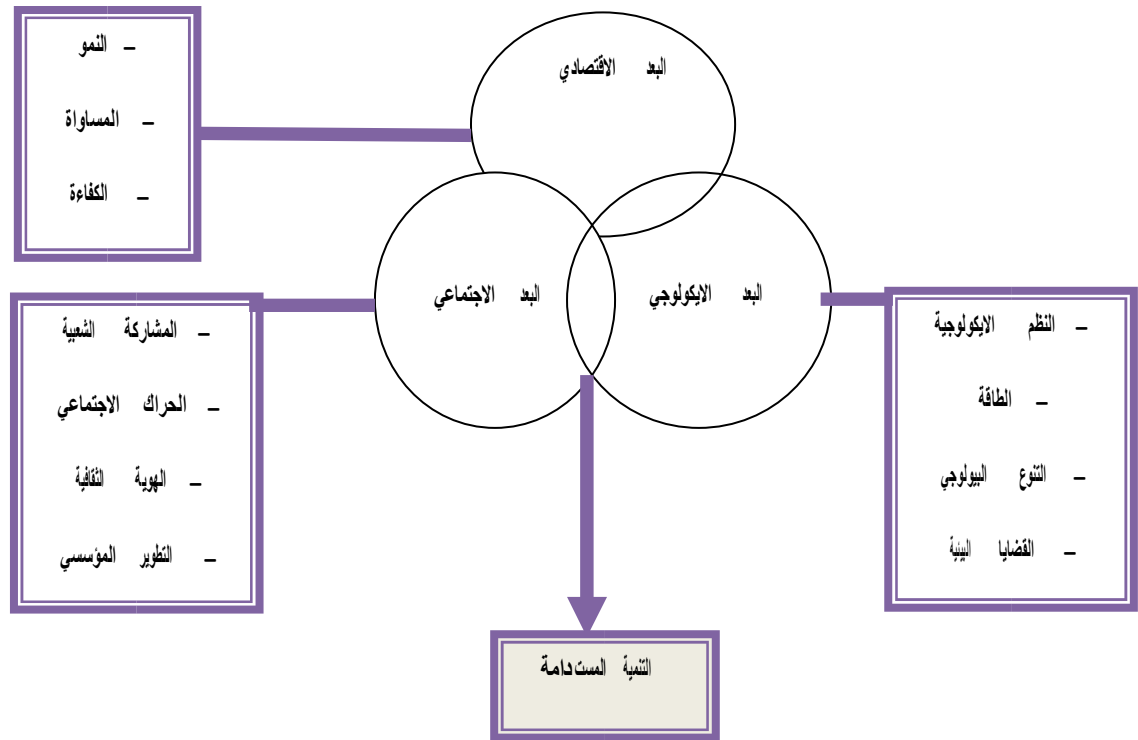 – النمو
– المساواة
– الكفاءة
البعد الاقتصادي
البعد الايكولوجي
البعد الاجتماعي
– النظم الايكولوجية
– الطاقة
– التنوع البيولوجي
– القضايا البيئية
– المشاركة الشعبية
– الحراك الاجتماعي
– الهوية الثقافية
– التطوير المؤسسي
التنمية المستدامة